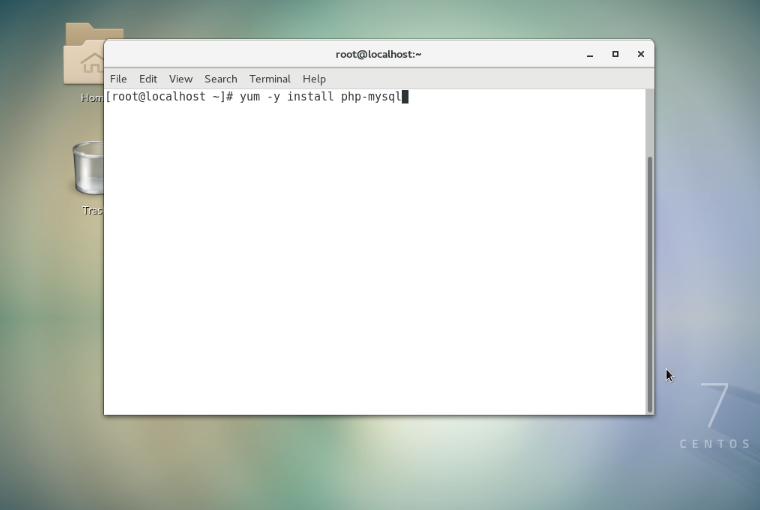 root@localhost:~
File Edit View Search Terminal Help
[root@localhost ~]# yum -y install php-mysql
Hom
Tras
7
CENTOS